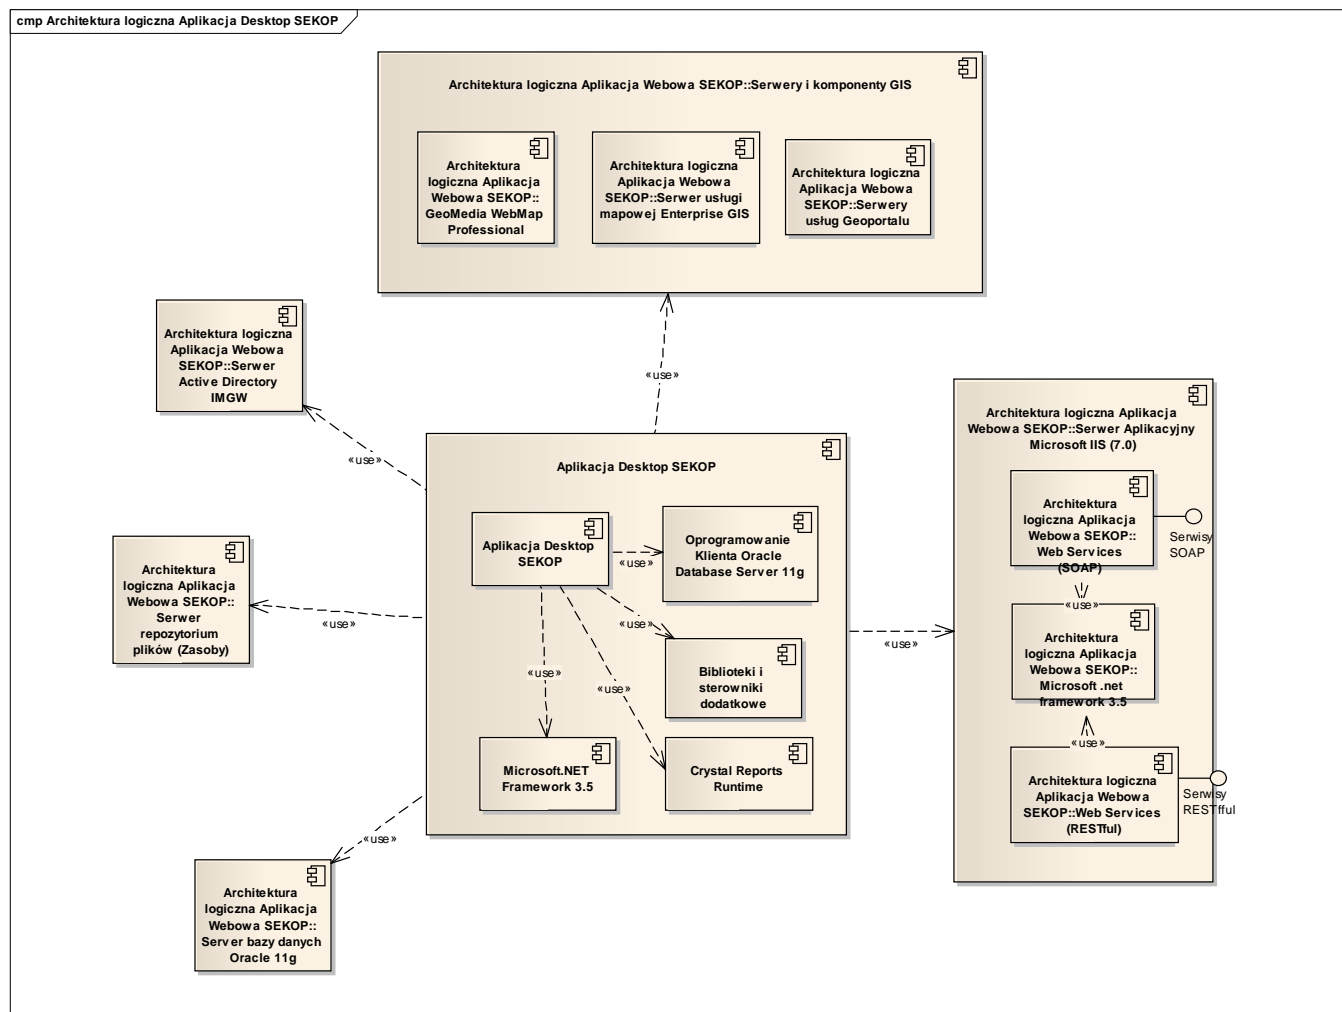 cmp Architektura logiczna Aplikacja Desktop SEKOP
Architektura logiczna Aplikacja Webowa SEKOP::Serwery i komponenty GIS
Architektura
logiczna Aplikacja
Webowa SEKOP::
GeoMedia WebMap
Professional
Architektura logiczna
Aplikacja Webowa
SEKOP::Serwer usługi
mapowej Enterprise GIS
Architektura logiczna
Aplikacja Webowa
SEKOP::Serwery
usług Geoportalu
Architektura logiczna
Aplikacja Webowa
SEKOP::Serwer
Active Directory
IMGW
«use»
«use»
Architektura logiczna Aplikacja
Webowa SEKOP::Serwer Aplikacyjny
Microsoft IIS (7.0)
Architektura
logiczna Aplikacja
Webowa SEKOP::
Web Services
(SOAP)
Serwisy
SOAP
«use»
Architektura
logiczna Aplikacja
Webowa SEKOP::
Microsoft .net
framework 3.5
«use»
Architektura logiczna
Aplikacja Webowa
SEKOP::Web Services
(RESTful)
Serwisy
RESTfful
Aplikacja Desktop SEKOP
Aplikacja Desktop
SEKOP
«use»
Oprogramowanie
Klienta Oracle
Database Server 11g
«use»
Biblioteki i
sterowniki
dodatkowe
«use»
«use»
Microsoft.NET
Framework 3.5
Crystal Reports
Runtime
«use»
Architektura
logiczna Aplikacja
Webowa SEKOP::
Serwer
repozytorium
plików (Zasoby)
«use»
«use»
Architektura
logiczna Aplikacja
Webowa SEKOP::
Server bazy danych
Oracle 11g